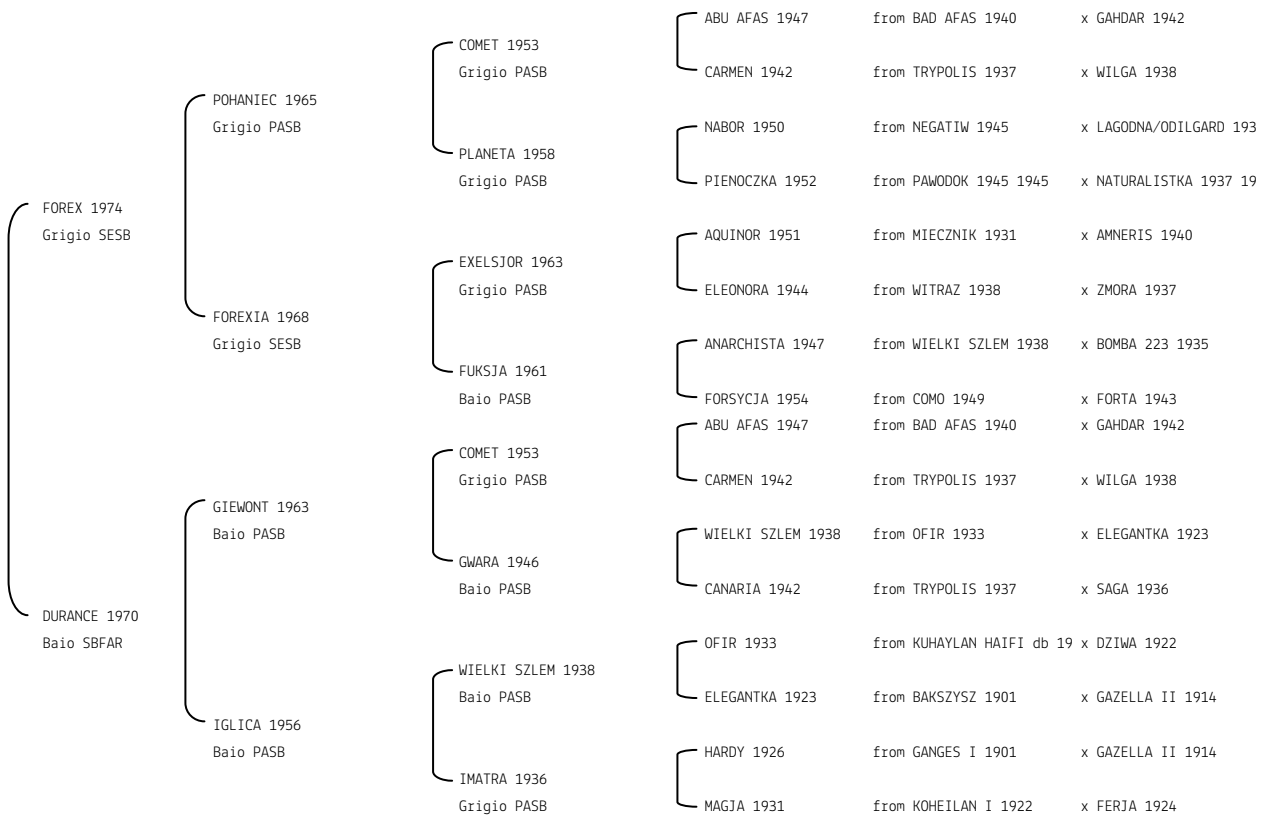 ABU AFAS 1947 from BAD AFAS 1940 x GAHDAR 1942
COMET 1953
Grigio PASB CARMEN 1942 from TRYPOLIS 1937 x WILGA 1938
POHANIEC 1965
Grigio PASB NABOR 1950 from NEGATIW 1945 x LAGODNA/ODILGARD 193
PLANETA 1958
Grigio PASB PIENOCZKA 1952 from PAWODOK 1945 1945 x NATURALISTKA 1937 19
FOREX 1974
Grigio SESB AQUINOR 1951 from MIECZNIK 1931 x AMNERIS 1940
EXELSJOR 1963
Grigio PASB ELEONORA 1944 from WITRAZ 1938 x ZMORA 1937
FOREXIA 1968
Grigio SESB ANARCHISTA 1947 from WIELKI SZLEM 1938 x BOMBA 223 1935
FUKSJA 1961
Baio PASB FORSYCJA 1954 from COMO 1949 x FORTA 1943
ABU AFAS 1947 from BAD AFAS 1940 x GAHDAR 1942
COMET 1953
Grigio PASB CARMEN 1942 from TRYPOLIS 1937 x WILGA 1938
GIEWONT 1963
Baio PASB WIELKI SZLEM 1938 from OFIR 1933 x ELEGANTKA 1923
GWARA 1946
Baio PASB CANARIA 1942 from TRYPOLIS 1937 x SAGA 1936
DURANCE 1970
Baio SBFAR OFIR 1933 from KUHAYLAN HAIFI db 19 x DZIWA 1922
WIELKI SZLEM 1938
Baio PASB ELEGANTKA 1923 from BAKSZYSZ 1901 x GAZELLA II 1914
IGLICA 1956
Baio PASB HARDY 1926 from GANGES I 1901 x GAZELLA II 1914
IMATRA 1936
Grigio PASB MAGJA 1931 from KOHEILAN I 1922 x FERJA 1924